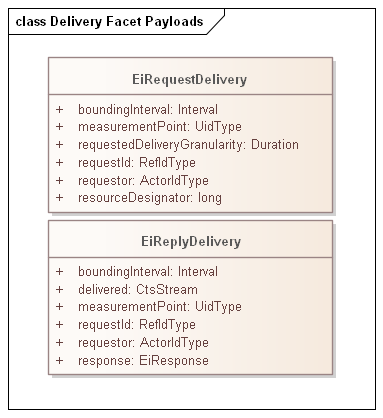 class Delivery Facet Payloads
EiRequestDelivery
+ boundingInterval: Interval
+ measurementPoint: UidType
+ requestedDeliveryGranularity: Duration
+ requestId: RefIdType
+ requestor: ActorIdType
+ resourceDesignator: long
EiReplyDelivery
+ boundingInterval: Interval
+ delivered: CtsStream
+ measurementPoint: UidType
+ requestId: RefIdType
+ requestor: ActorIdType
+ response: EiResponse